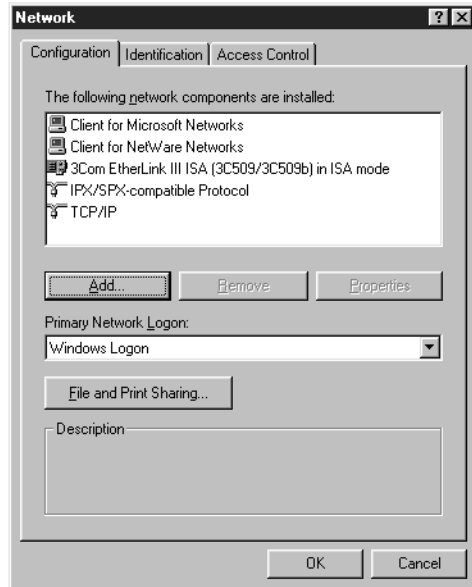 Network
Configuration Identification Access Control
The following network components are installed:
Client for Microsoft Networks
Client for NetWare Networks
3Com EtherLink III ISA (3C509/3C509b) in ISA mode
IPX/SPX-compatible Protocol
TCP/IP
Add... Remove Properties
Primary Network Logon:
Windows Logon
File and Print Sharing...
Description
OK Cancel